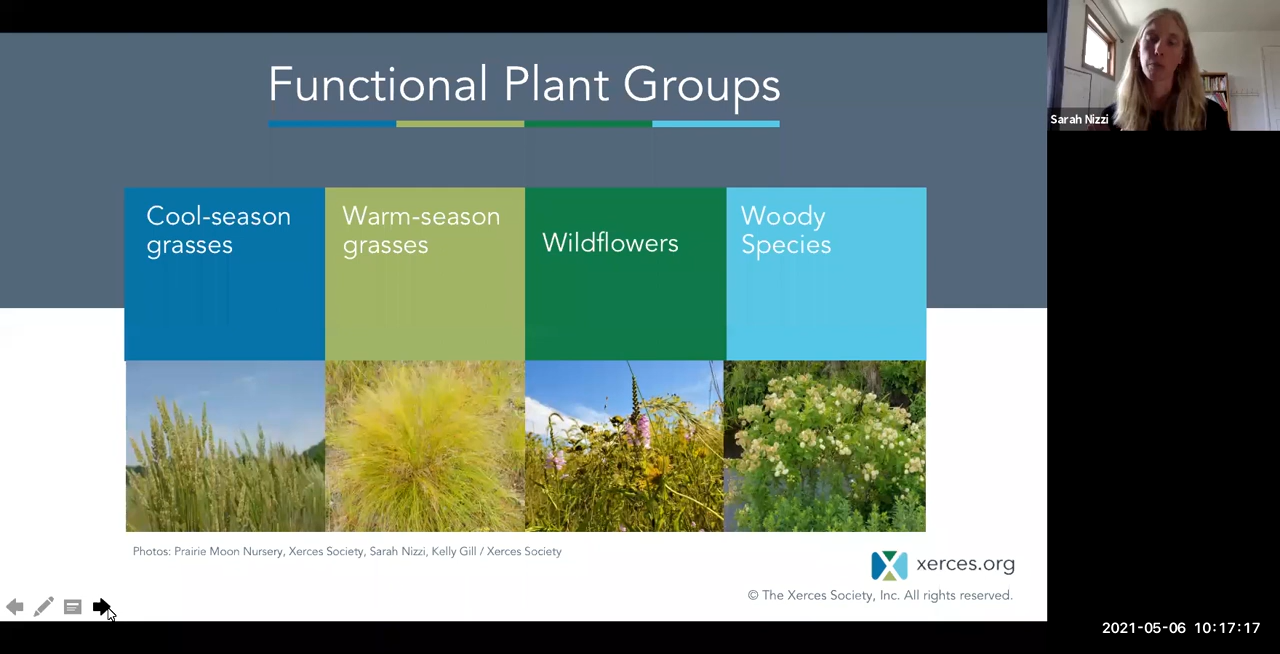 Functional Plant Groups
Sarah Nizzi
Cool-season
grasses
Warm-season
grasses
Wildflowers
Woody
Species
Photos: Prairie Moon Nursery, Xerces Society, Sarah Nizzi, Kelly Gill / Xerces Society
xerces.org
© The Xerces Society, Inc. All rights reserved.
2021-05-06 10:17:17